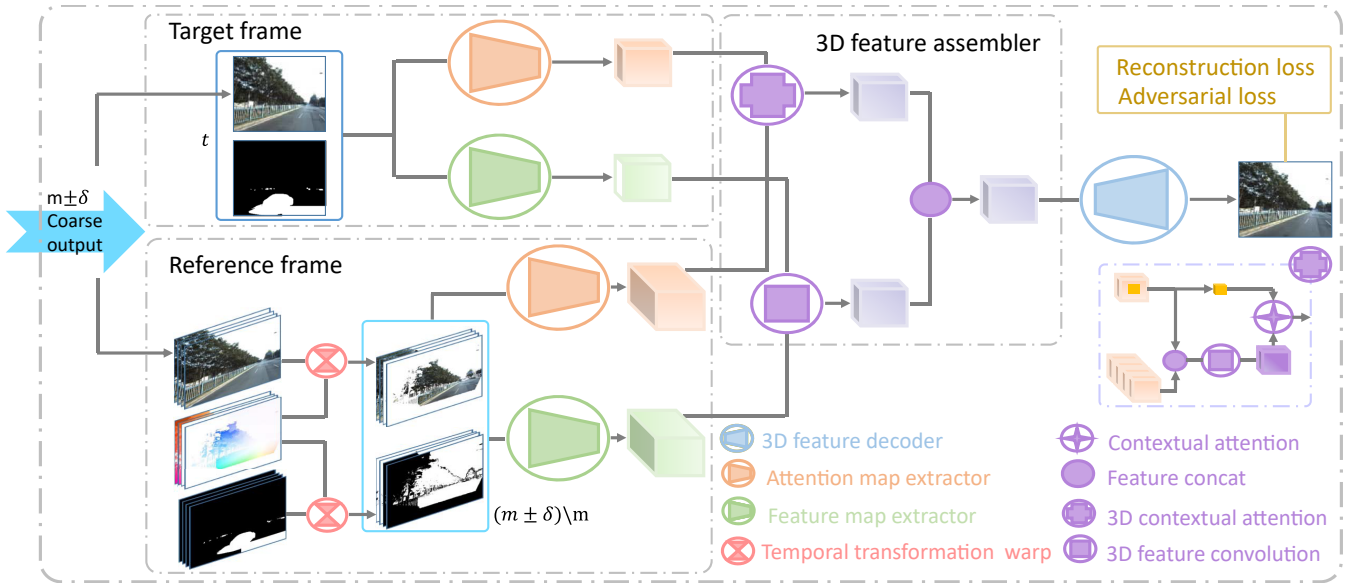 Target frame
t
m±δ
Coarse
output
Reference frame
(m ± δ)\m
3D feature assembler
Reconstruction loss
Adversarial loss
3D feature decoder
Attention map extractor
Feature map extractor
Temporal transformation warp
Contextual attention
Feature concat
3D contextual attention
3D feature convolution